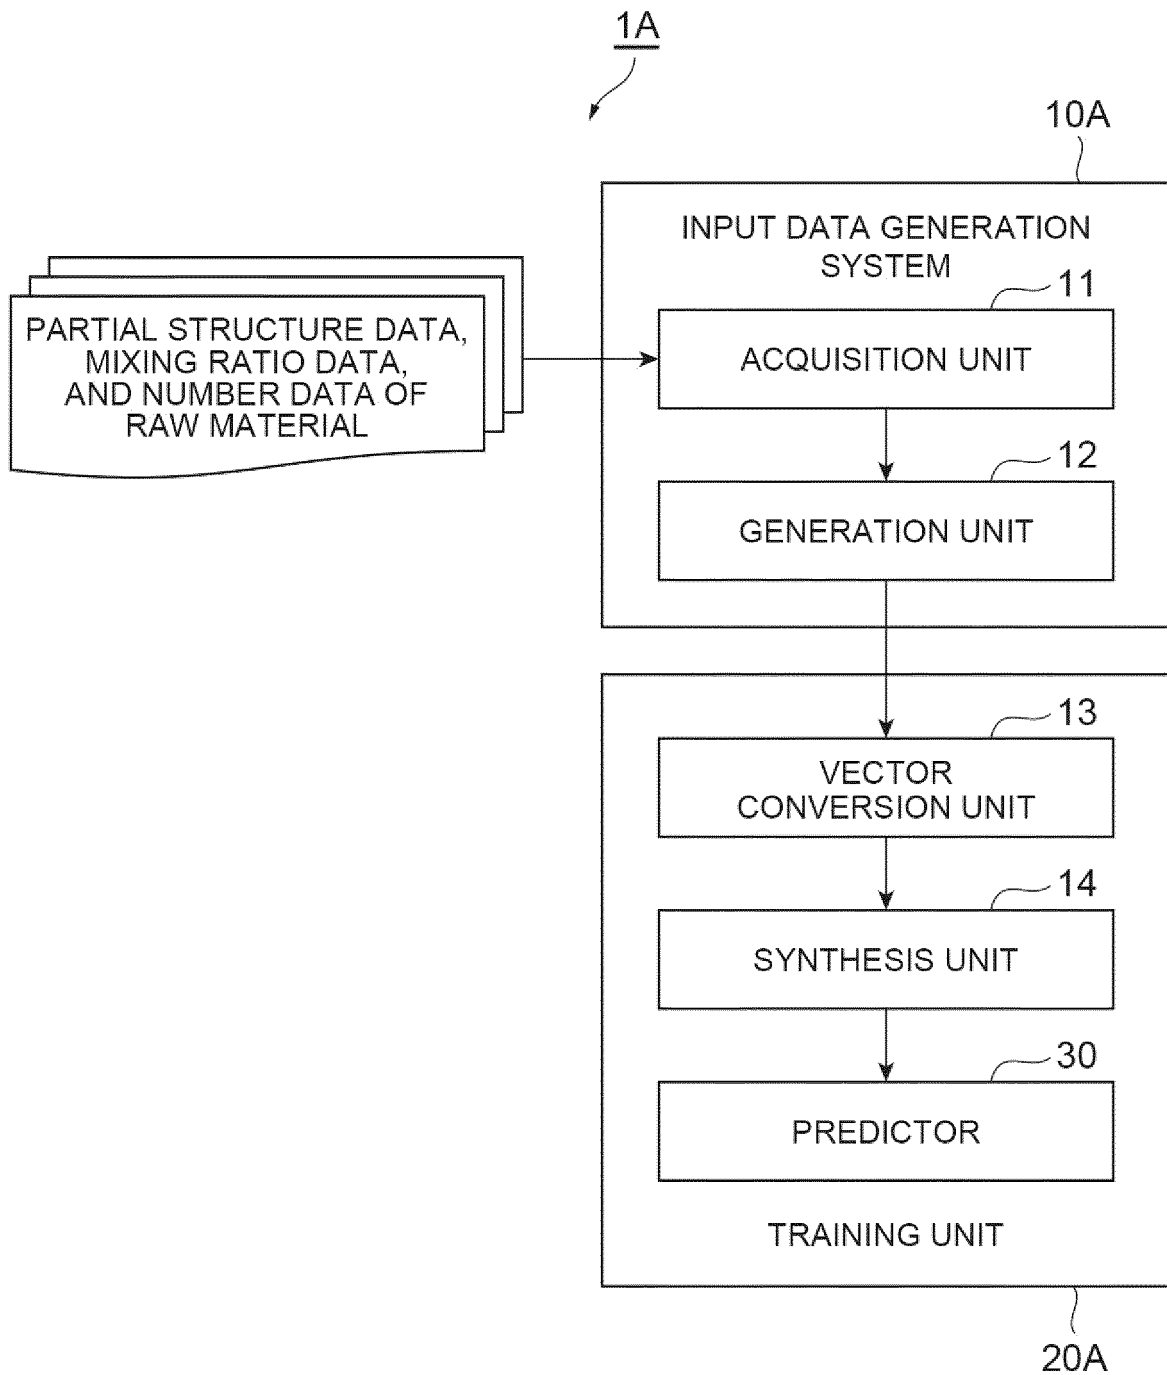 1A
10A
INPUT DATA GENERATION
SYSTEM
11
PARTIAL STRUCTURE DATA,
MIXING RATIO DATA,
AND NUMBER DATA OF
RAW MATERIAL
ACQUISITION UNIT
12
GENERATION UNIT
13
VECTOR
CONVERSION UNIT
14
SYNTHESIS UNIT
30
PREDICTOR
TRAINING UNIT
20A